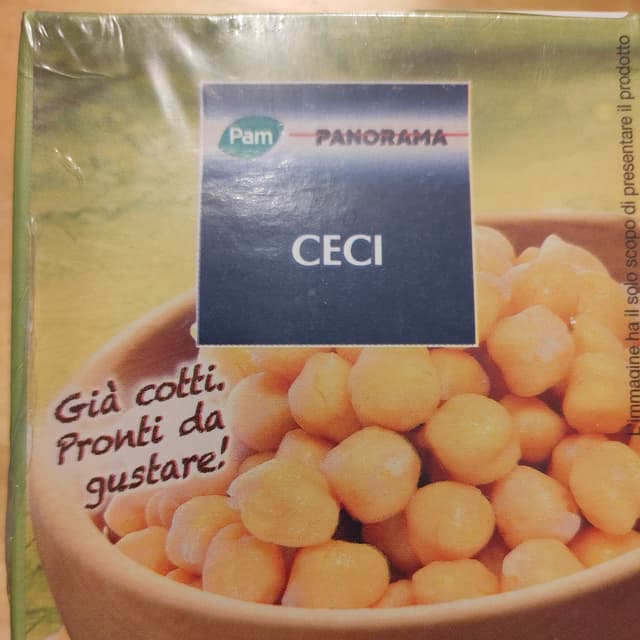 Pam PANORAMA
CECI
Già cotti.
Pronti da
gustare!
L'immagine ha il solo scopo di presentare il prodotto